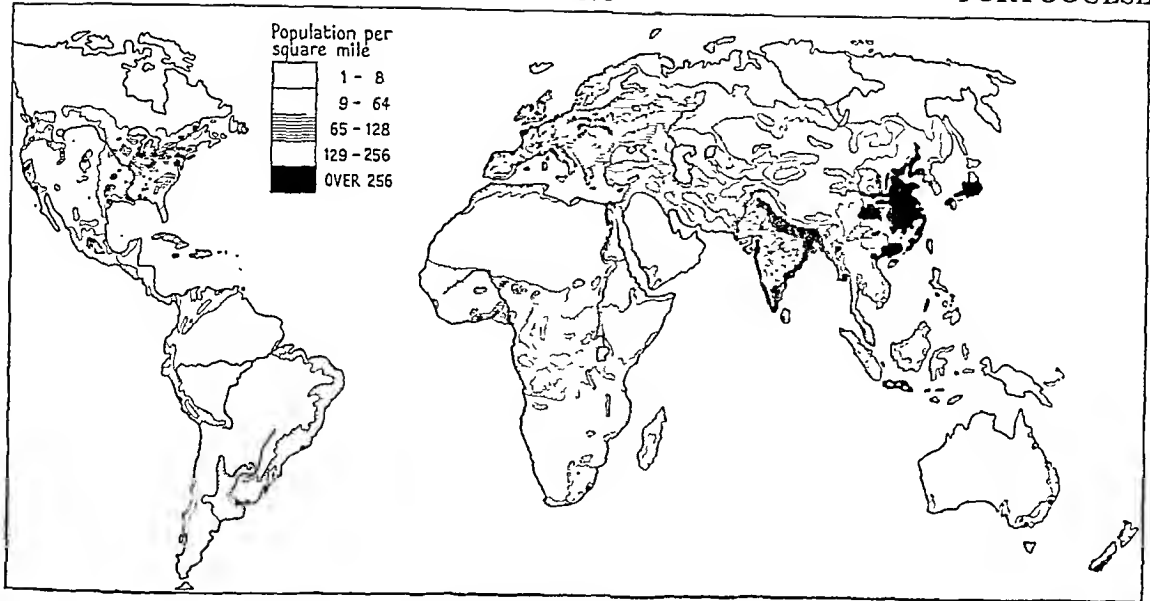 Population per
square mile
1 - 8
9 - 64
65 - 128
129 - 256
OVER 256